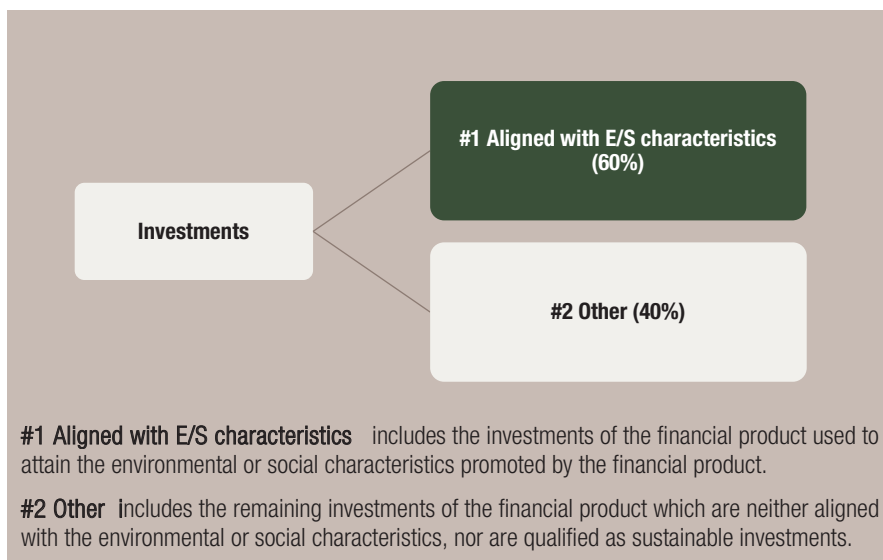 #1 Aligned with E/S characteristics
(60%)
Investments
#2 Other (40%)
#1 Aligned with E/S characteristics includes the investments of the financial product used to
attain the environmental or social characteristics promoted by the financial product.
#2 Other includes the remaining investments of the financial product which are neither aligned
with the environmental or social characteristics, nor are qualified as sustainable investments.